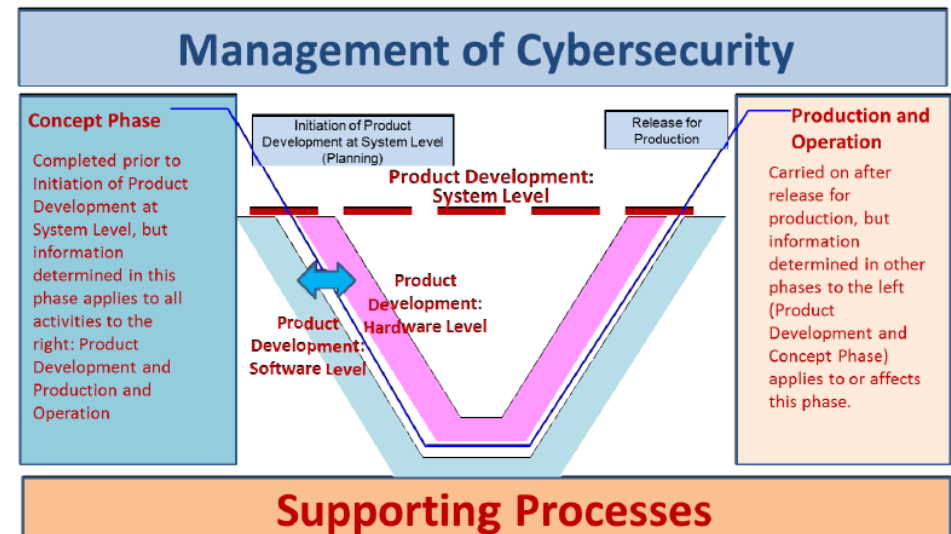 Management of Cybersecurity
Concept Phase
Completed prior to
Initiation of Product
Development at
System Level, but
information
determined in this
phase applies to all
activities to the
right: Product
Development and
Production and
Operation
Initiation of Product
Development at System Level
(Planning)
Release for
Production
Product Development:
System Level
Product
Development:
Hardware Level
Product
Development:
Software Level
Production and
Operation
Carried on after
release for
production, but
information
determined in other
phases to the left
(Product
Development and
Concept Phase)
applies to or affects
this phase.
Supporting Processes